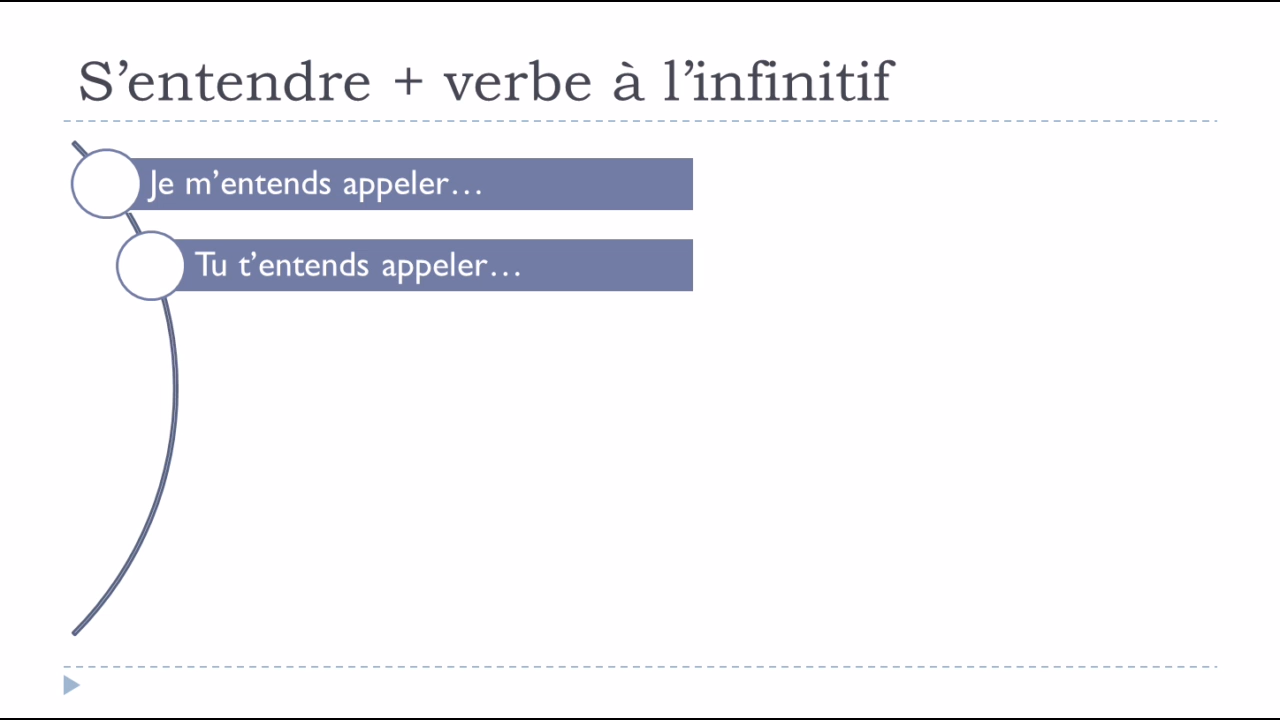 S’entendre + verbe à l’infinitif
Je m’entends appeler…
Tu t’entends appeler…